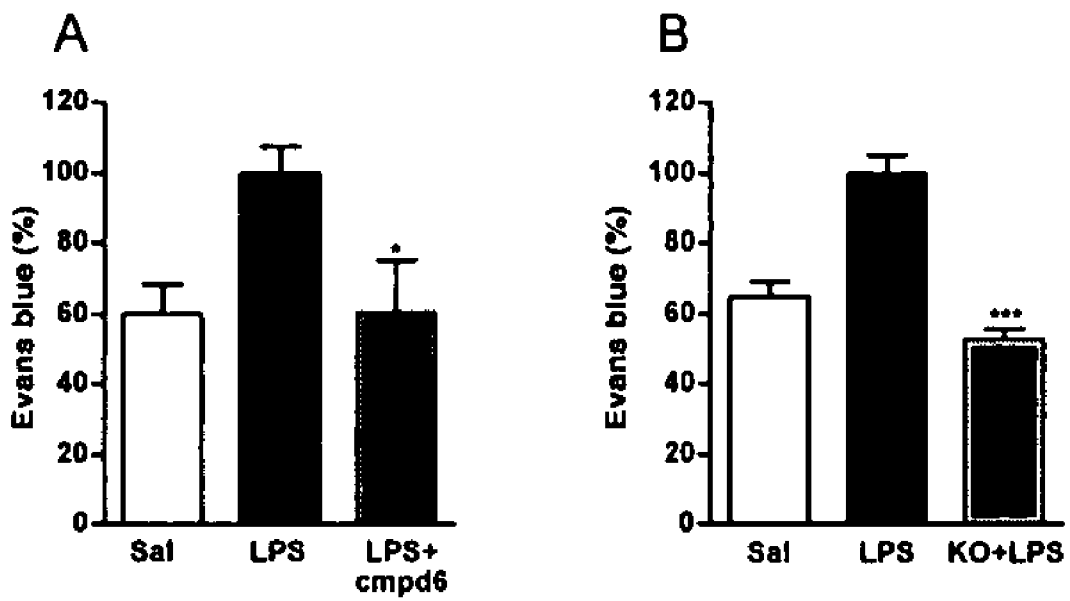 A
Evans blue (%)
120
100
80
60
40
20
0
*
Sal
LPS
LPS+
cmpd6
B
Evans blue (%)
120
100
80
60
40
20
0
***
Sal
LPS
KO+LPS